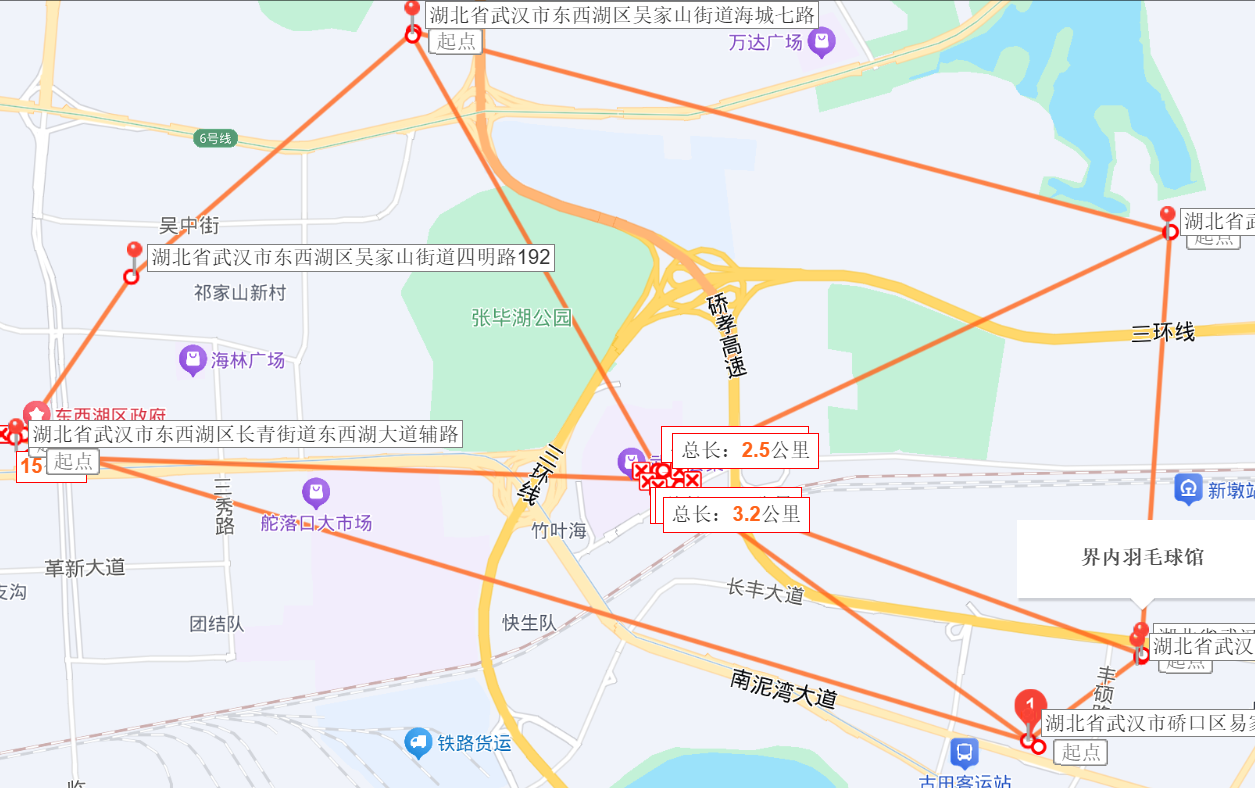 湖北省武汉市东西湖区吴家山街道海城七路
起点
万达广场
6号线
吴中街
湖北省武
起点
湖北省武汉市东西湖区吴家山街道四明路192
祁家山新村
张毕湖公园
硚孝高速
三环线
海林广场
东西湖区政府
湖北省武汉市东西湖区长青街道东西湖大道辅路
15
起点
总长：2.5公里
总长：3.2公里
三环线
三秀路
舵落口大市场
竹叶海
新墩站
界内羽毛球馆
革新大道
长丰大道
团结队
快生队
湖北省武汉
起点
南泥湾大道
丰硕路
湖北省武汉市硚口区易家
起点
铁路货运
古田客运站